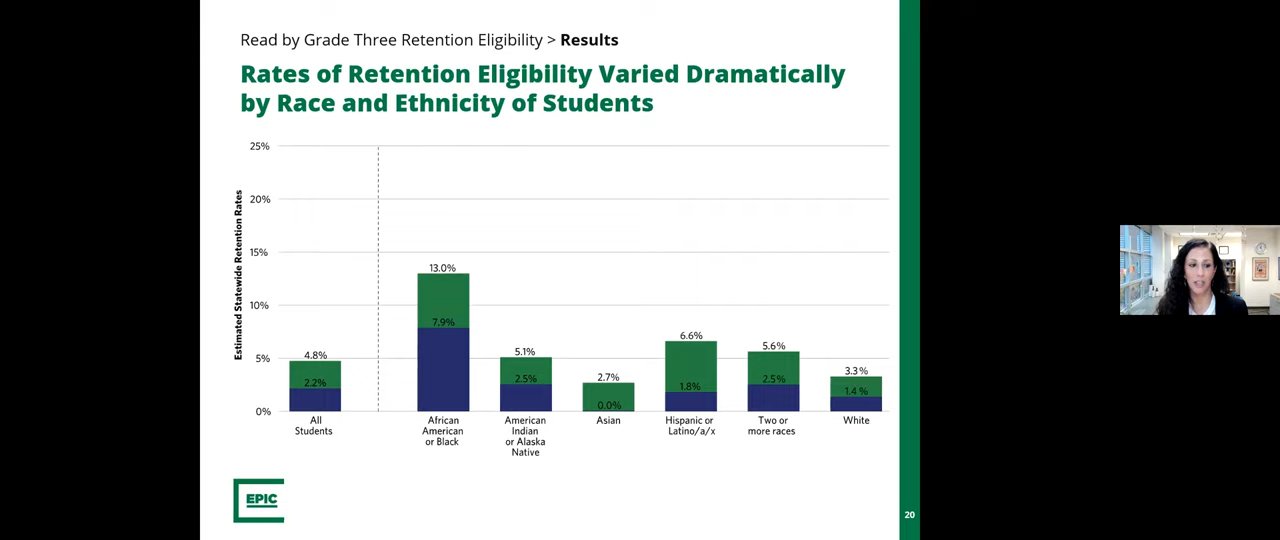 Read by Grade Three Retention Eligibility > Results
Rates of Retention Eligibility Varied Dramatically
by Race and Ethnicity of Students
Estimated Statewide Retention Rates
25%
20%
15%
10%
5%
0%
4.8%
2.2%
13.0%
7.9%
5.1%
2.5%
2.7%
0.0%
6.6%
1.8%
5.6%
2.5%
3.3%
1.4%
All
Students
African
American
or Black
American
Indian
or Alaska
Native
Asian
Hispanic or
Latino/a/x
Two or
more races
White
EPIC
20